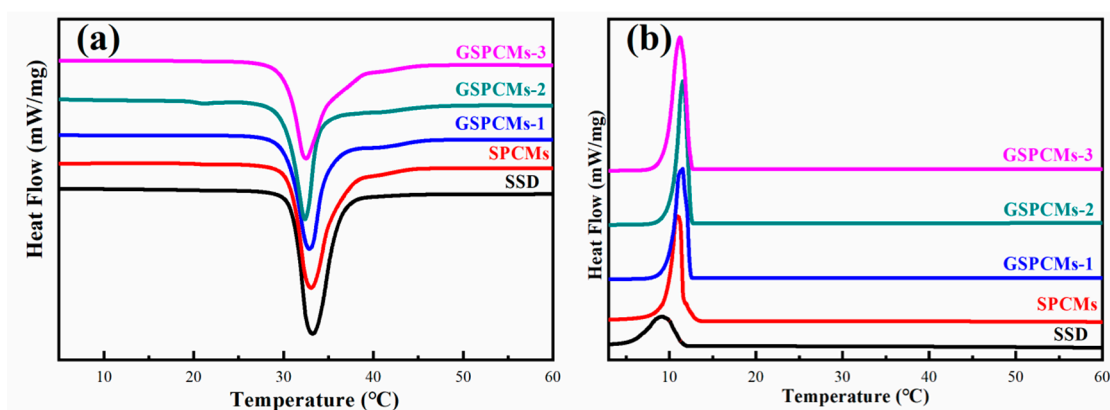 (a)
GSPCMs-3
GSPCMs-2
GSPCMs-1
SPCMs
SSD
Heat Flow (mW/mg)
10 20 30 40 50 60
Temperature (℃)
(b)
GSPCMs-3
GSPCMs-2
GSPCMs-1
SPCMs
SSD
Heat Flow (mW/mg)
10 20 30 40 50 60
Temperature (℃)